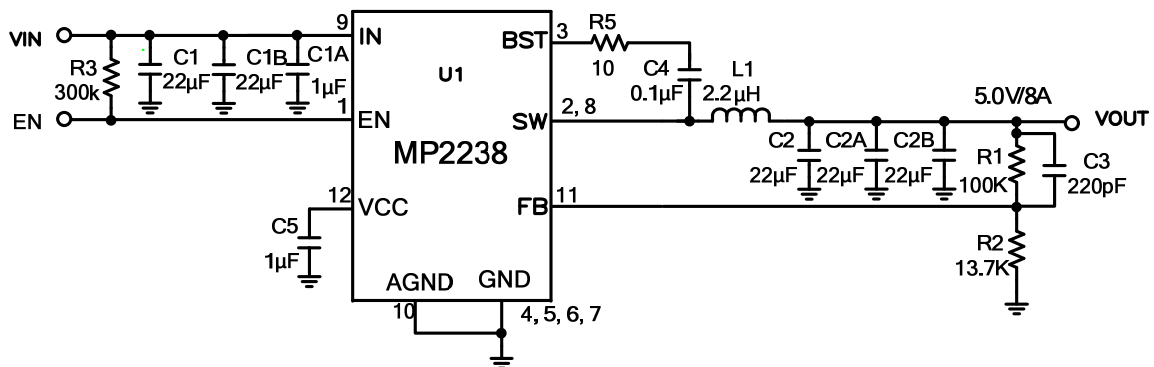 VIN
R3
300k
EN
C1
22µF
C1B
22µF
C1A
1µF
9
IN
1
EN
12
VCC
C5
1µF
U1
MP2238
BST
3
SW
2, 8
FB
11
AGND
10
GND
4, 5, 6, 7
R5
10
C4
0.1µF
L1
2.2µH
C2
22µF
C2A
22µF
C2B
22µF
5.0V/8A
VOUT
R1
100K
C3
220pF
R2
13.7K